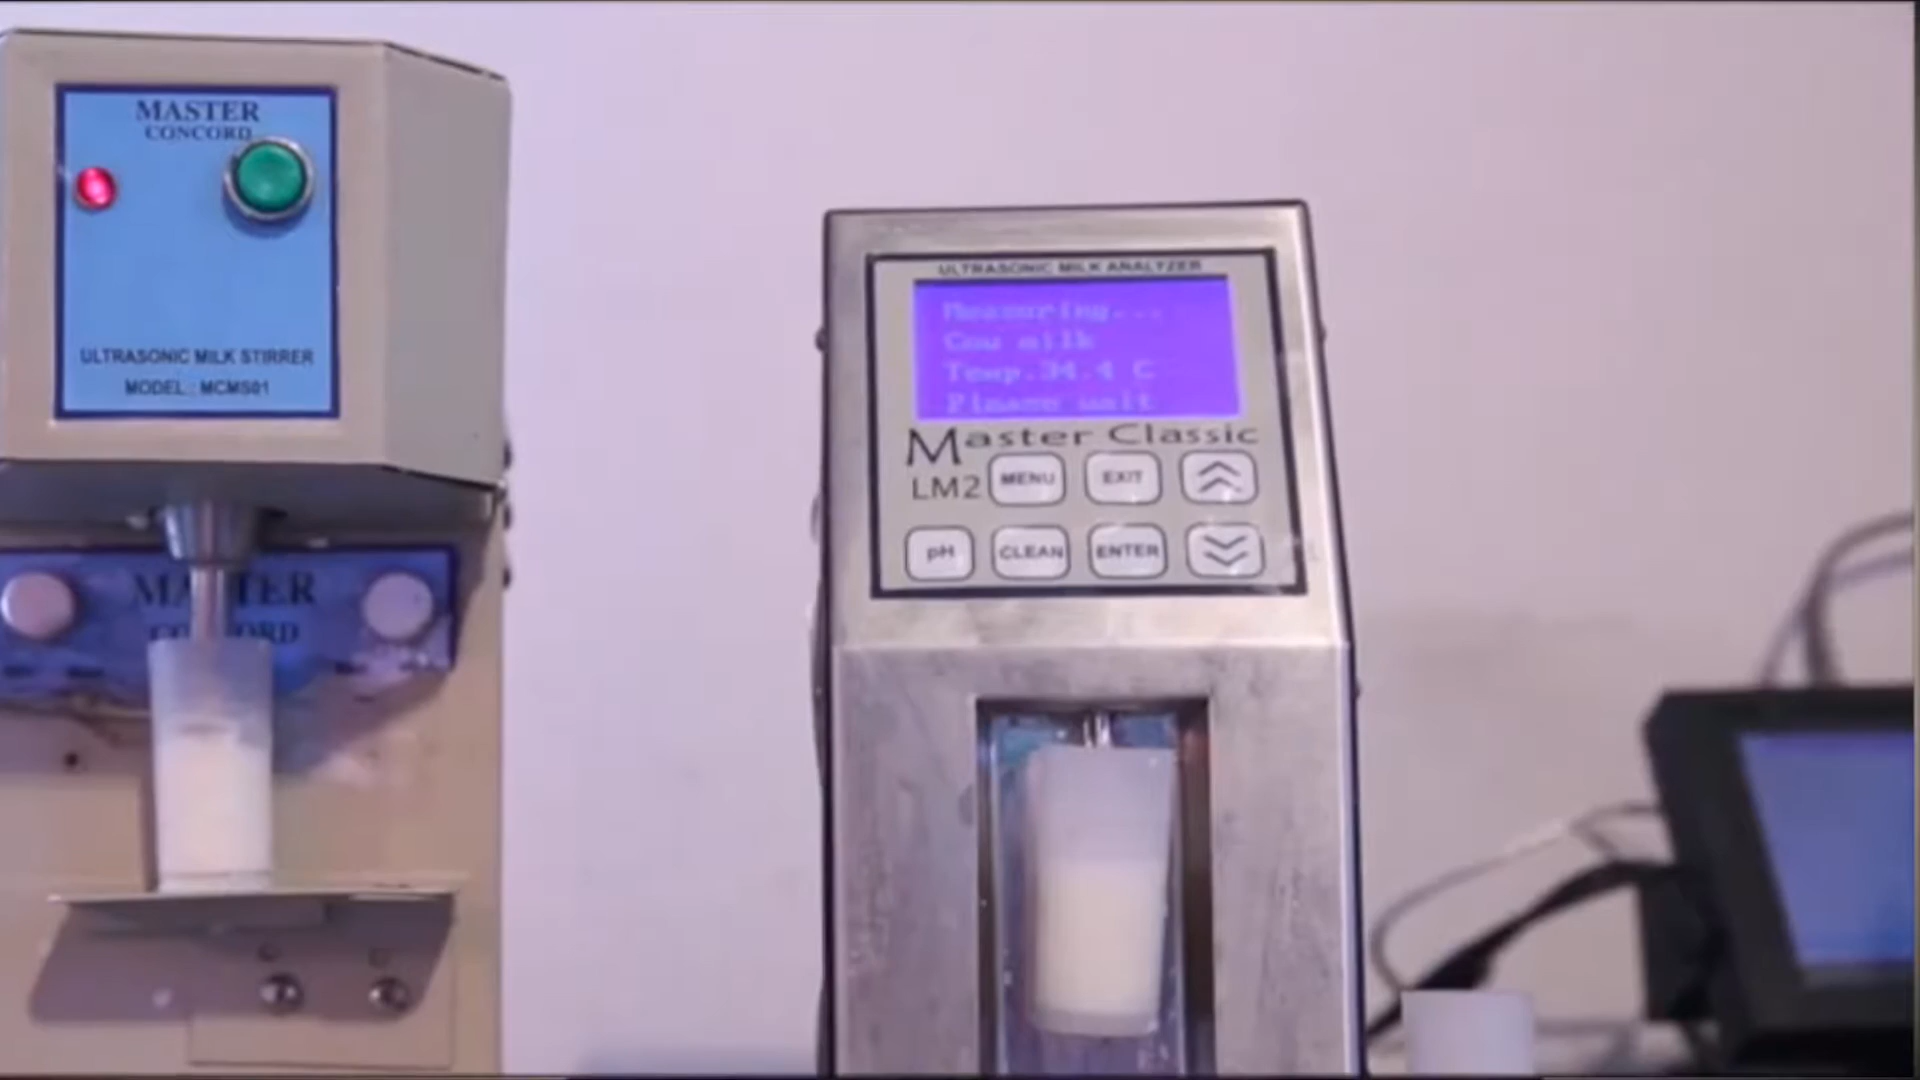 MASTER
CONCORD
ULTRASONIC MILK STIRRER
MODEL : MCMS01
MASTER
CONCORD
ULTRASONIC MILK ANALYZER
Measuring...
Cow milk
Temp.34.4 C
Please wait
Master Classic
LM2
MENU
EXIT
pH
CLEAN
ENTER